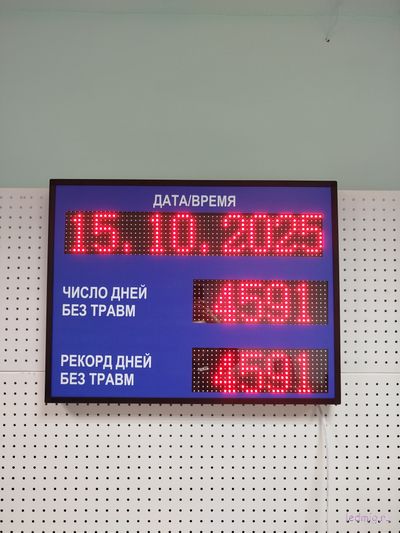 ДАТА/ВРЕМЯ
15.10.2025
ЧИСЛО ДНЕЙ
БЕЗ ТРАВМ
4591
РЕКОРД ДНЕЙ
БЕЗ ТРАВМ
4591